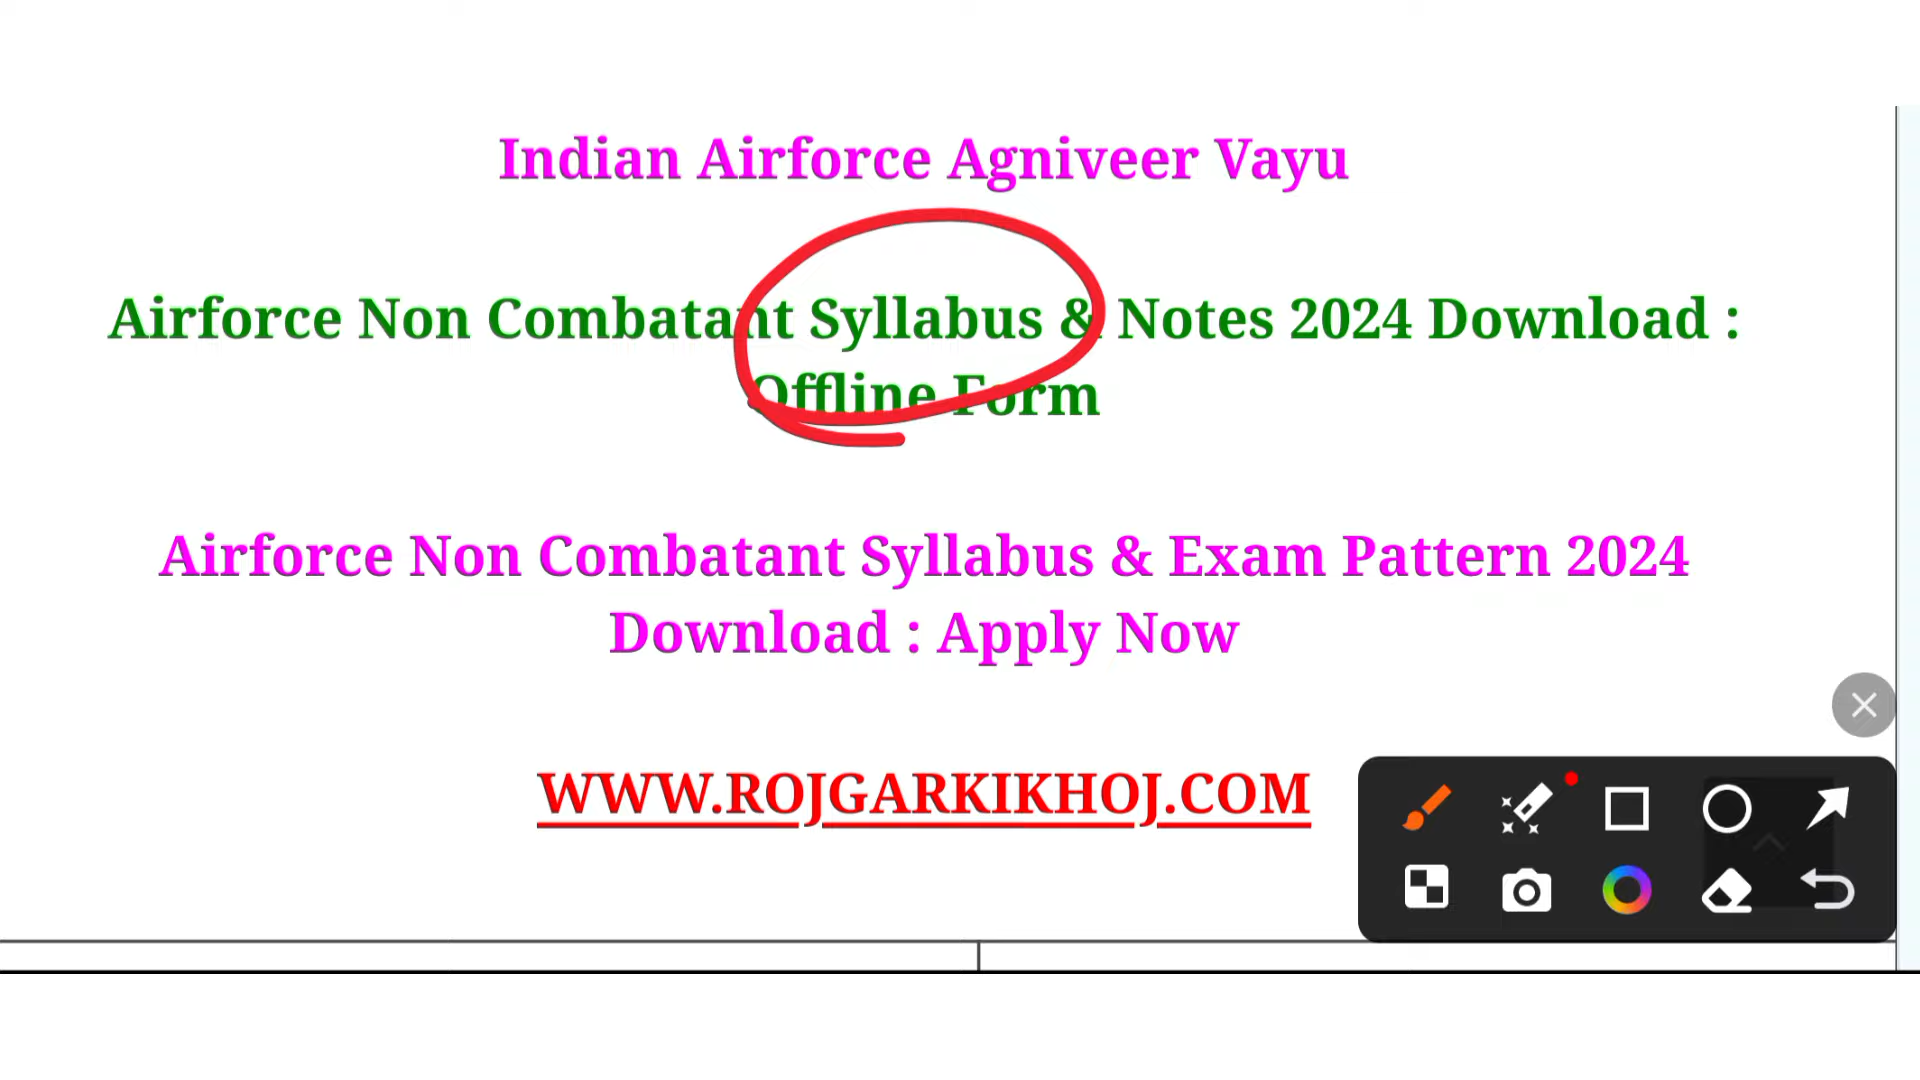 Indian Airforce Agniveer Vayu
Airforce Non Combatant Syllabus & Notes 2024 Download :
Offline Form
Airforce Non Combatant Syllabus & Exam Pattern 2024
Download : Apply Now
WWW.ROJGARKIKHOJ.COM